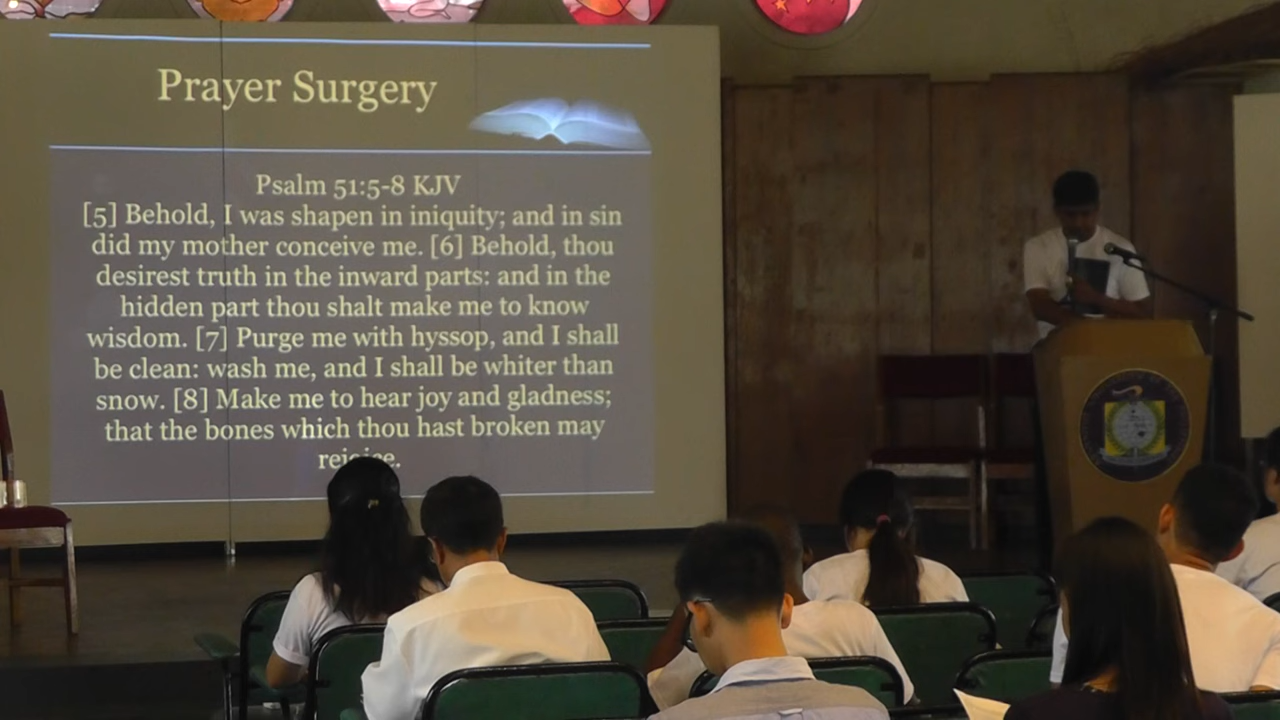 Prayer Surgery
Psalm 51:5-8 KJV
[5] Behold, I was shapen in iniquity; and in sin
did my mother conceive me. [6] Behold, thou
desirest truth in the inward parts: and in the
hidden part thou shalt make me to know
wisdom. [7] Purge me with hyssop, and I shall
be clean: wash me, and I shall be whiter than
snow. [8] Make me to hear joy and gladness;
that the bones which thou hast broken may
rejoice.